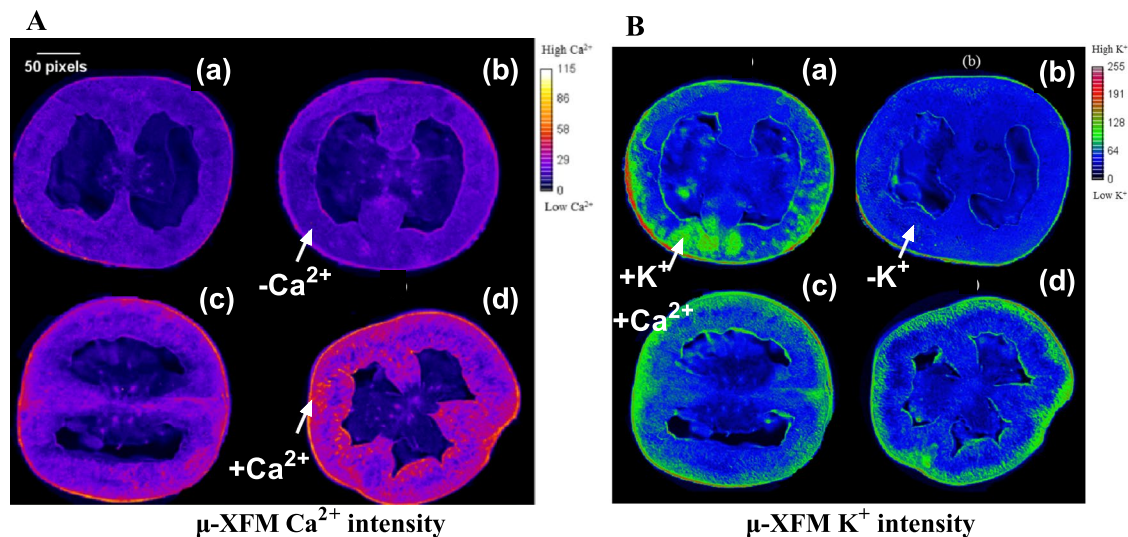 A
B
50 pixels
(a)
(b)
High Ca²⁺
115
86
58
29
0
Low Ca²⁺
-Ca²⁺
(c)
(d)
+Ca²⁺
μ-XFM Ca²⁺ intensity
(a)
(b)
(b)
High K⁺
255
191
128
64
0
Low K⁺
+K⁺
-K⁺
+Ca²⁺
(c)
)
(d)
μ-XFM K⁺ intensity